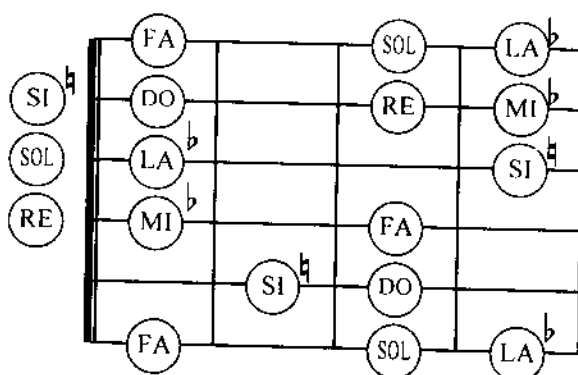 FA SOL LA♭
SI♮ DO RE MI♭
SOL LA♭ SI♮
RE MI♭ FA
SI♮ DO
FA SOL LA♭